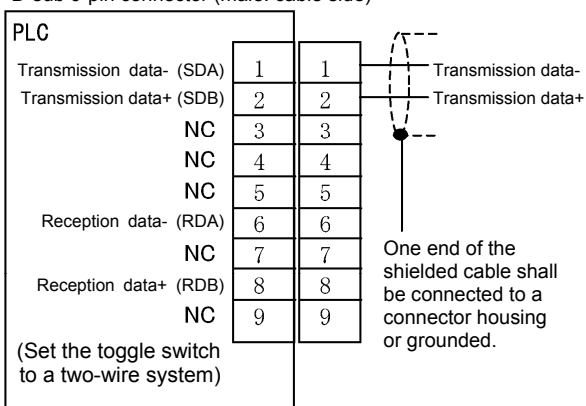 D-sub 9-pin connector (male: cable side)
PLC
Transmission data- (SDA) 1 1 Transmission data-
Transmission data+ (SDB) 2 2 Transmission data+
NC 3 3
NC 4 4
NC 5 5
Reception data- (RDA) 6 6
NC 7 7
Reception data+ (RDB) 8 8
NC 9 9
One end of the
shielded cable shall
be connected to a
connector housing
or grounded.
(Set the toggle switch
to a two-wire system)